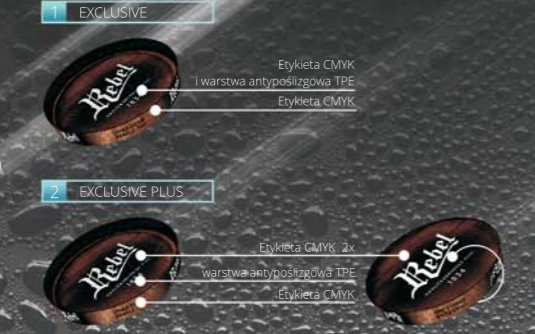 1 EXCLUSIVE
Etykieta CMYK
i warstwa antypoślizgowa TPE
Etykieta CMYK
Rebel
2 EXCLUSIVE PLUS
Etykieta CMYK 2x
warstwa antypoślizgowa TPE
Etykieta CMYK
Rebel
Rebel
1894